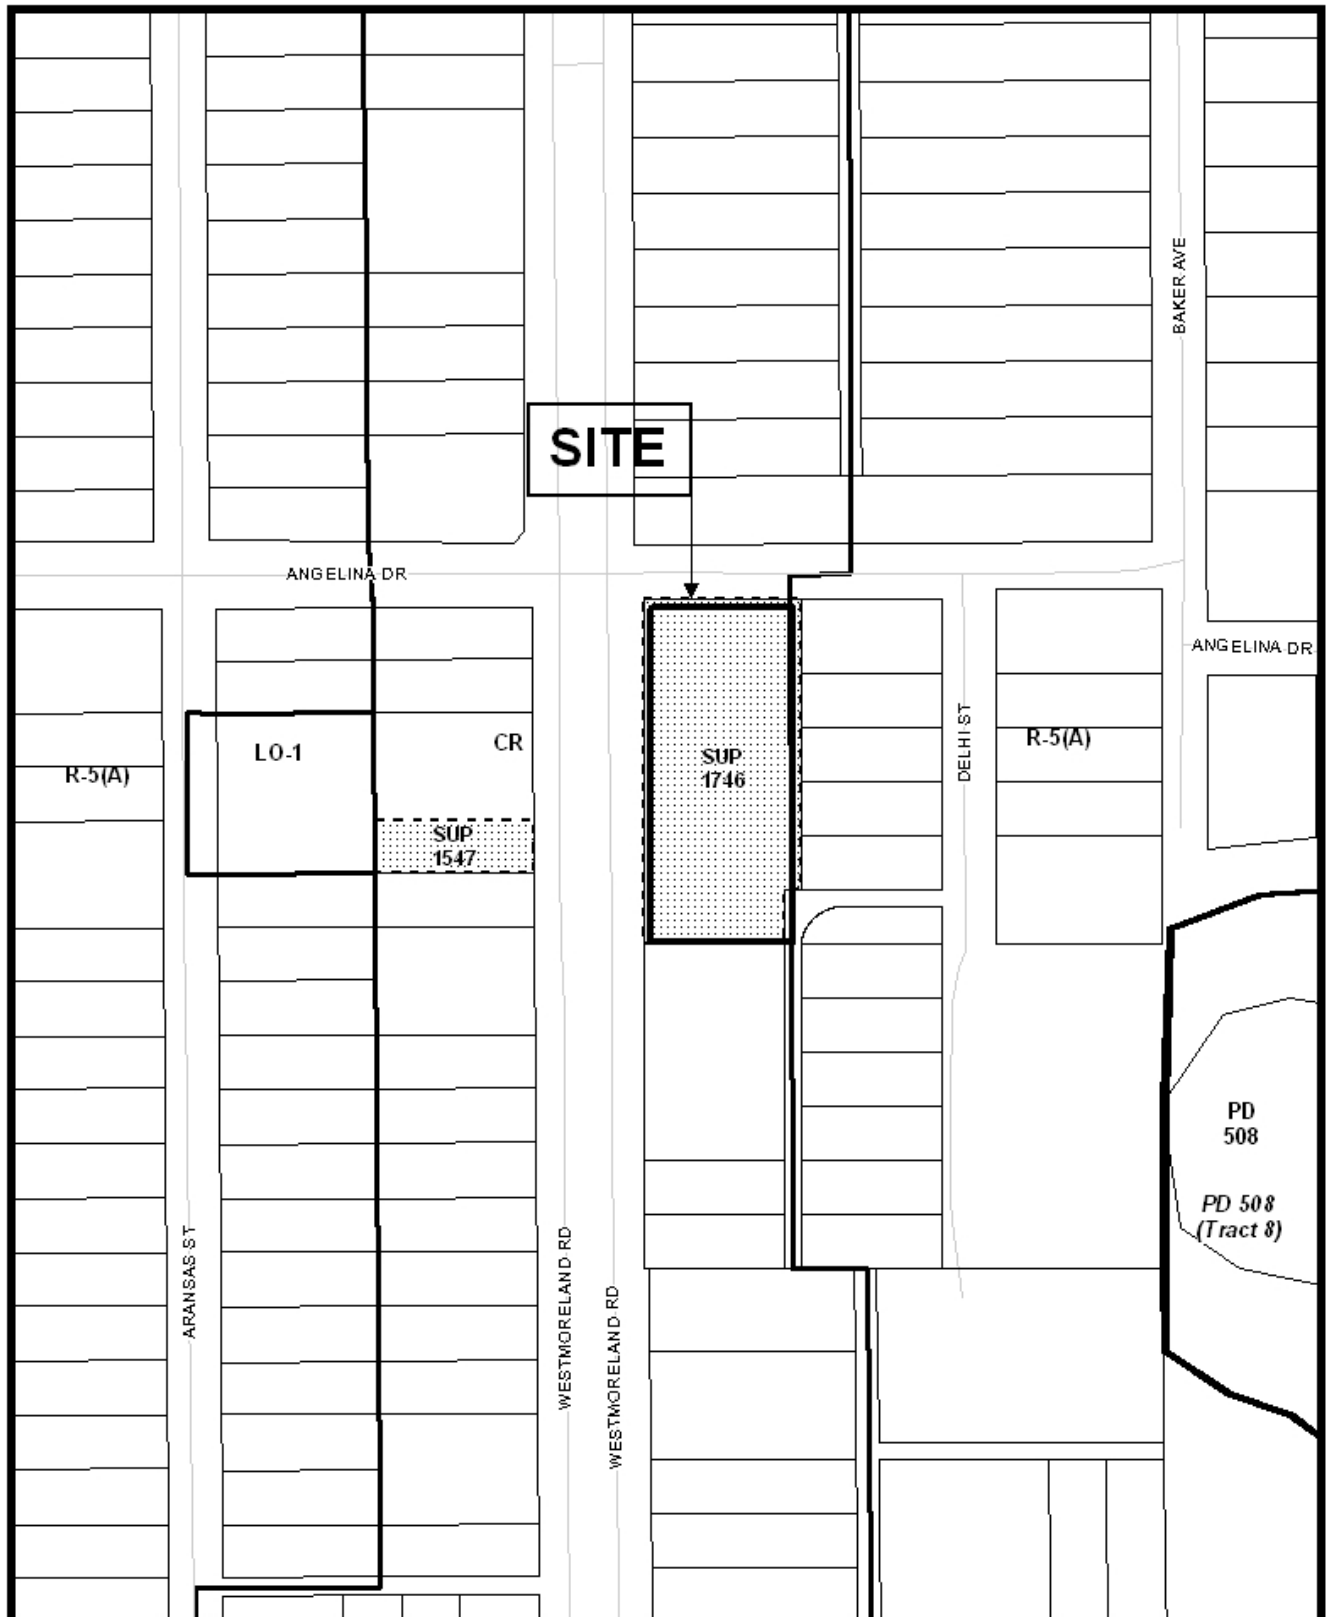 BAKER AVE
SITE
ANGELINA DR
ANGELINA DR
DELHI ST
CR
LO-1
R-5(A)
R-5(A)
SUP
1746
SUP
1547
PD
508
PD 508
(Tract 8)
ARANSAS ST
WESTMORELAND RD
WESTMORELAND RD